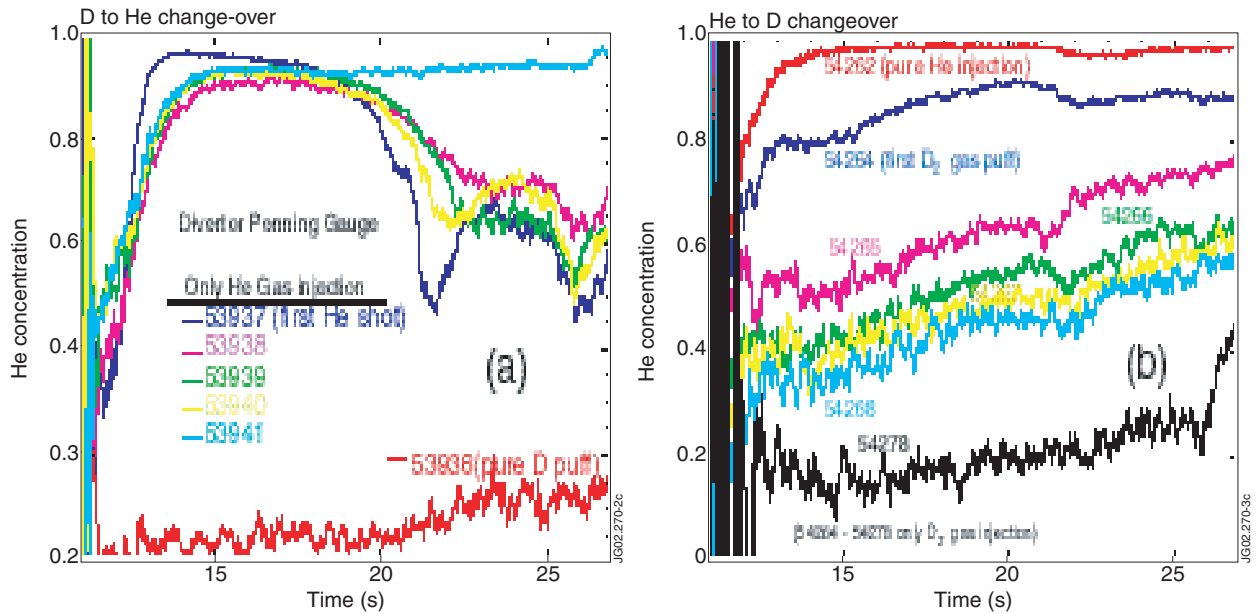 D to He change-over
1.0
0.8
0.6
0.4
0.3
0.2
He concentration
Divertor Penning Gauge
Only He Gas injection
53937 (first He shot)
53938
53939
53940
53941
(a)
53936(pure D puff)
15
20
25
Time (s)
JG02.270-2c
He to D changeover
1.0
0.8
0.6
0.4
0.2
0
He concentration
54262 (pure He injection)
54264 (first D₂ gas puff)
54265
54266
54268
(b)
54278
(54264 - 54278 only D₂ gas injection)
15
20
25
Time (s)
JG02.270-3c